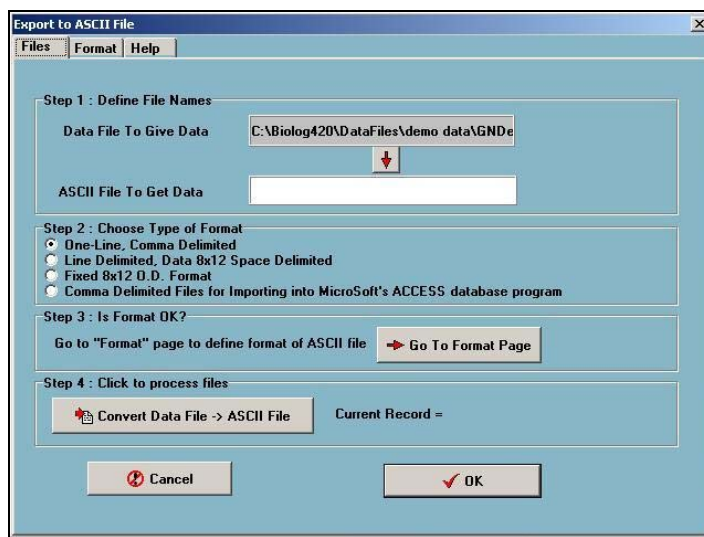 Export to ASCII File
Files Format Help
Step 1 : Define File Names
Data File To Give Data C:\Biolog420\DataFiles\demo data\GNDe
ASCII File To Get Data
Step 2 : Choose Type of Format
One-Line, Comma Delimited
Line Delimited, Data 8x12 Space Delimited
Fixed 8x12 O.D. Format
Comma Delimited Files for Importing into MicroSoft's ACCESS database program
Step 3 : Is Format OK?
Go to "Format" page to define format of ASCII file Go To Format Page
Step 4 : Click to process files
Convert Data File -> ASCII File Current Record =
Cancel OK